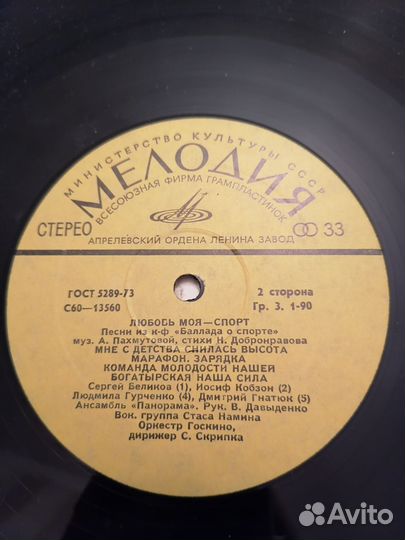 МИНИСТЕРСТВО КУЛЬТУРЫ СССР
МЕЛОДИЯ
ВСЕСОЮЗНАЯ ФИРМА ГРАМПЛАСТИНОК
СТЕРЕО
33
АПРЕЛЕВСКИЙ ОРДЕНА ЛЕНИНА ЗАВОД
ГОСТ 5289-73
2 сторона
С60—13560
Гр. 3. 1-90
ЛЮБОВЬ МОЯ—СПОРТ
Песни из к-ф «Баллада о спорте»
муз. А. Пахмутовой, стихи Н. Добронравова
МНЕ С ДЕТСТВА СНИЛАСЬ ВЫСОТА
МАРАФОН. ЗАРЯДКА
КОМАНДА МОЛОДОСТИ НАШЕЙ
БОГАТЫРСКАЯ НАША СИЛА
Сергей Беликов (1), Иосиф Кобзон (2)
Людмила Гурченко (4), Дмитрий Гнатюк (5)
Ансамбль «Панорама». Рук. В. Давыденко
Вок. группа Стаса Намина
Оркестр Госкино,
дирижер С. Скрипка
Avito